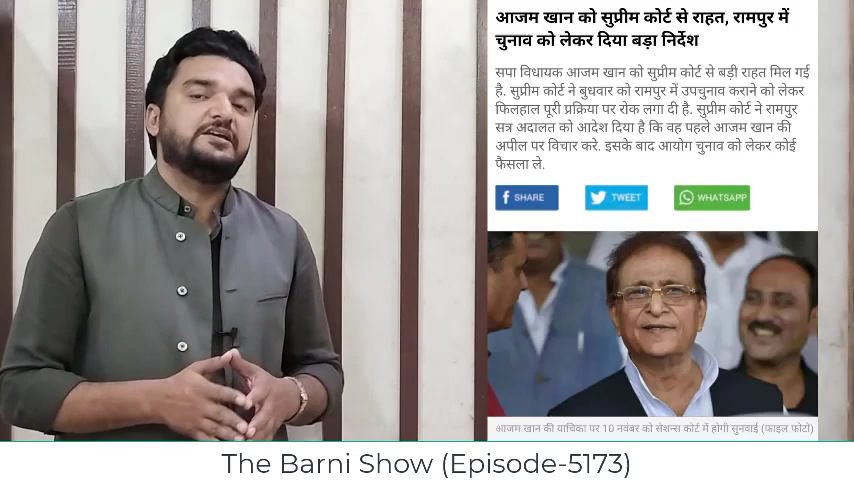 आजम खान को सुप्रीम कोर्ट से राहत, रामपुर में
चुनाव को लेकर दिया बड़ा निर्देश
सपा विधायक आजम खान को सुप्रीम कोर्ट से बड़ी राहत मिल गई
है. सुप्रीम कोर्ट ने बुधवार को रामपुर में उपचुनाव कराने को लेकर
फिलहाल पूरी प्रक्रिया पर रोक लगा दी है. सुप्रीम कोर्ट ने रामपुर
सत्र अदालत को आदेश दिया है कि वह पहले आजम खान की
अपील पर विचार करे. इसके बाद आयोग चुनाव को लेकर कोई
फैसला ले.
SHARE
TWEET
WHATSAPP
आजम खान की याचिका पर 10 नवंबर को सेशन्स कोर्ट में होगी सुनवाई (फाइल फोटो)
The Barni Show (Episode-5173)